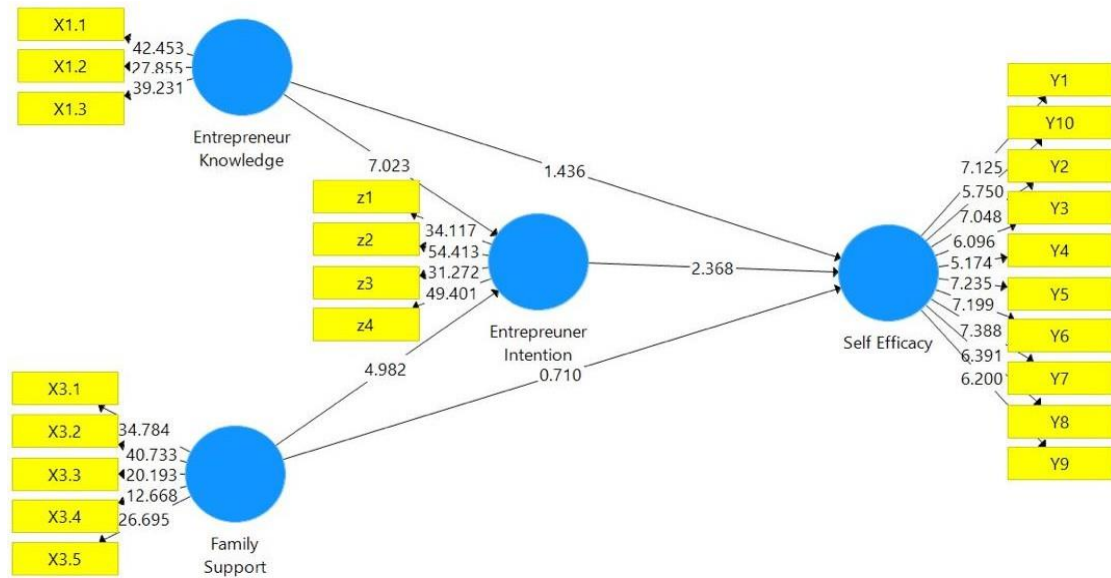 X1.1
X1.2
X1.3
42.453
27.855
39.231
Entrepreneur
Knowledge
7.023
1.436
z1
z2
z3
z4
34.117
54.413
31.272
49.401
Entrepreuner
Intention
2.368
4.982
0.710
X3.1
X3.2
X3.3
X3.4
X3.5
34.784
40.733
20.193
12.668
26.695
Family
Support
Self Efficacy
7.125
5.750
7.048
6.096
5.174
7.235
7.199
7.388
6.391
6.200
Y1
Y10
Y2
Y3
Y4
Y5
Y6
Y7
Y8
Y9